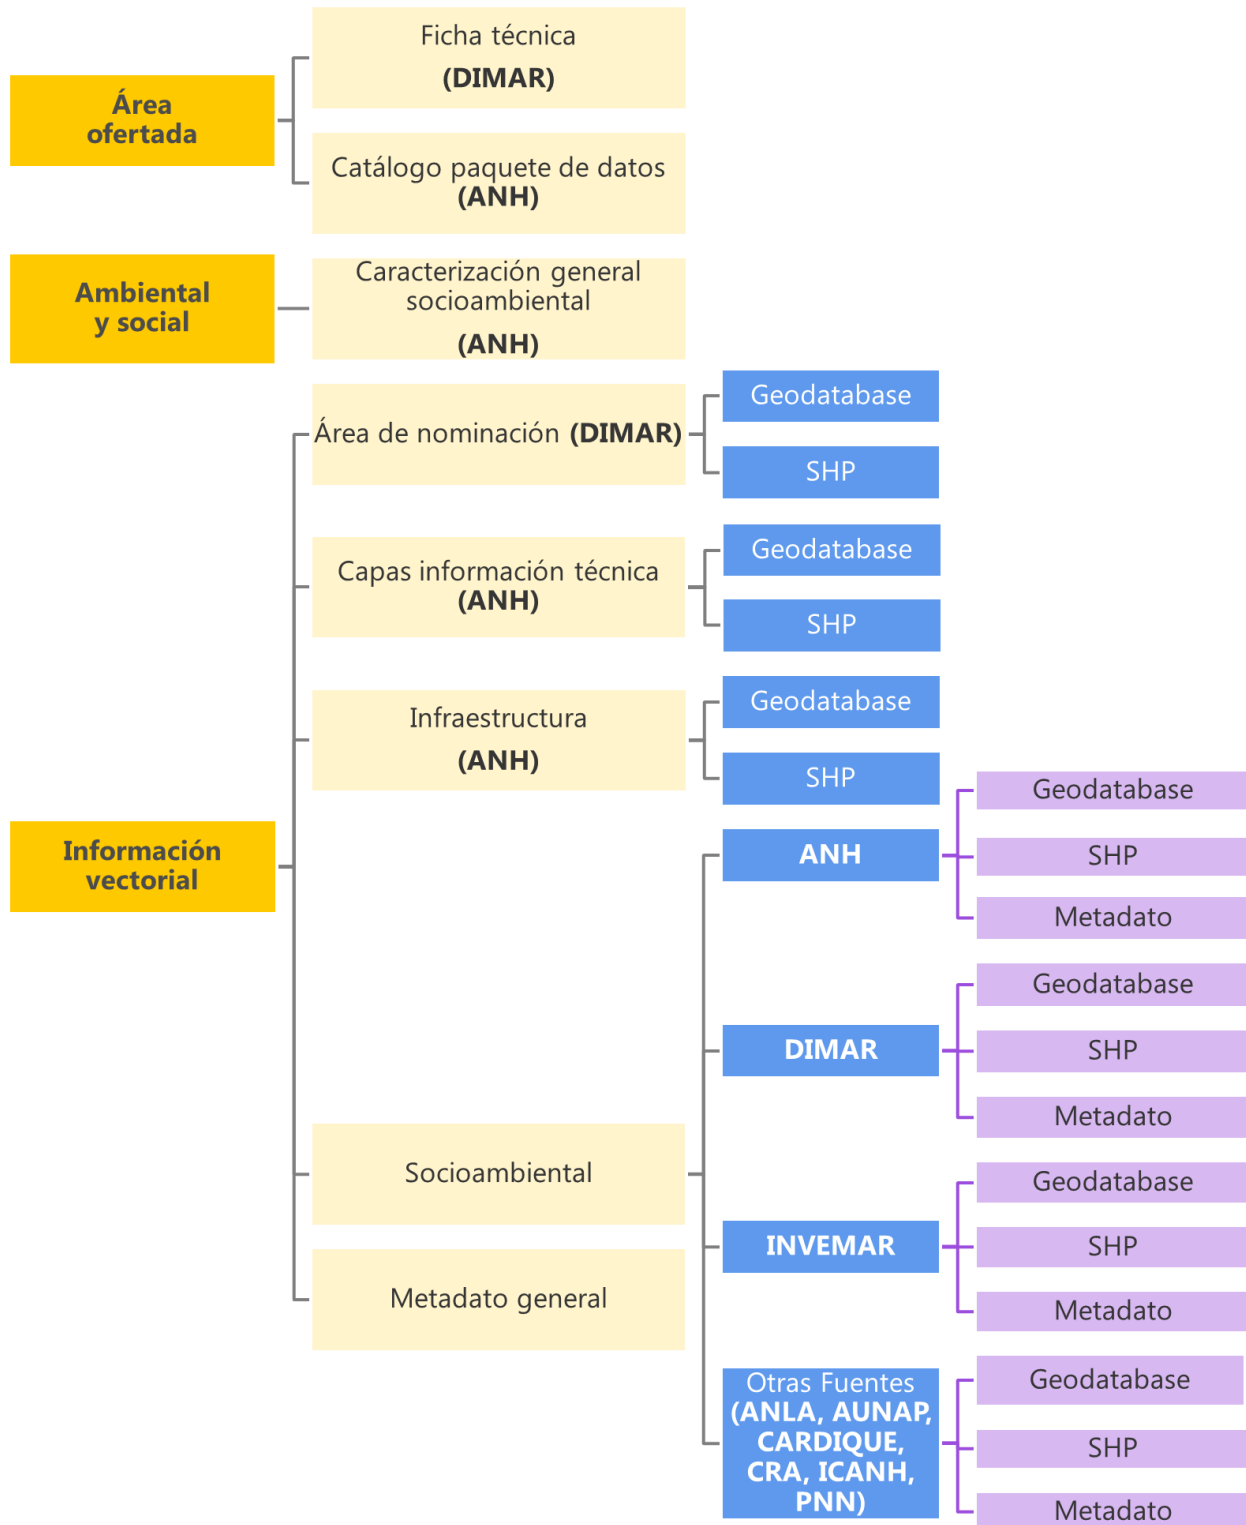 Área
ofertada
Ficha técnica
(DIMAR)
Catálogo paquete de datos
(ANH)
Ambiental
y social
Caracterización general
socioambiental
(ANH)
Información
vectorial
Área de nominación (DIMAR)
Geodatabase
SHP
Capas información técnica
(ANH)
Geodatabase
SHP
Infraestructura
(ANH)
Geodatabase
SHP
Socioambiental
ANH
Geodatabase
SHP
Metadato
DIMAR
Geodatabase
SHP
Metadato
INVEMAR
Geodatabase
SHP
Metadato
Otras Fuentes
(ANLA, AUNAP,
CARDIQUE,
CRA, ICANH,
PNN)
Geodatabase
SHP
Metadato
Metadato general